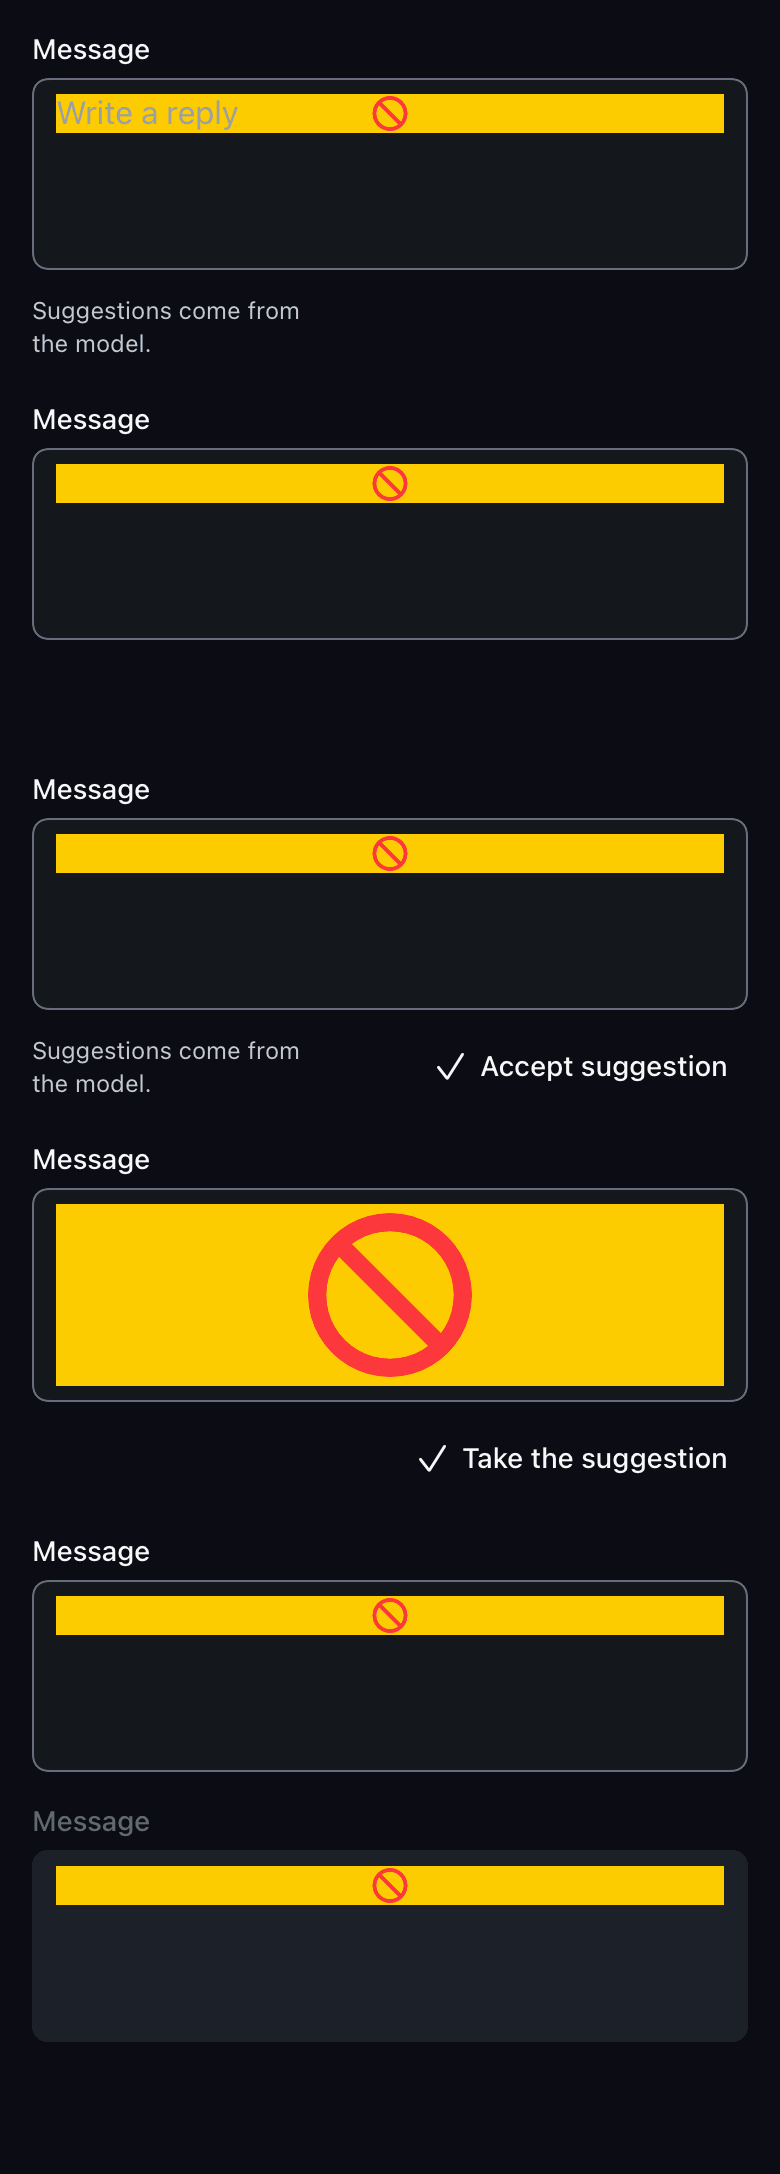 Message
Write a reply
Suggestions come from
the model.
Message
Message
Suggestions come from
the model.
Accept suggestion
Message
Take the suggestion
Message
Message